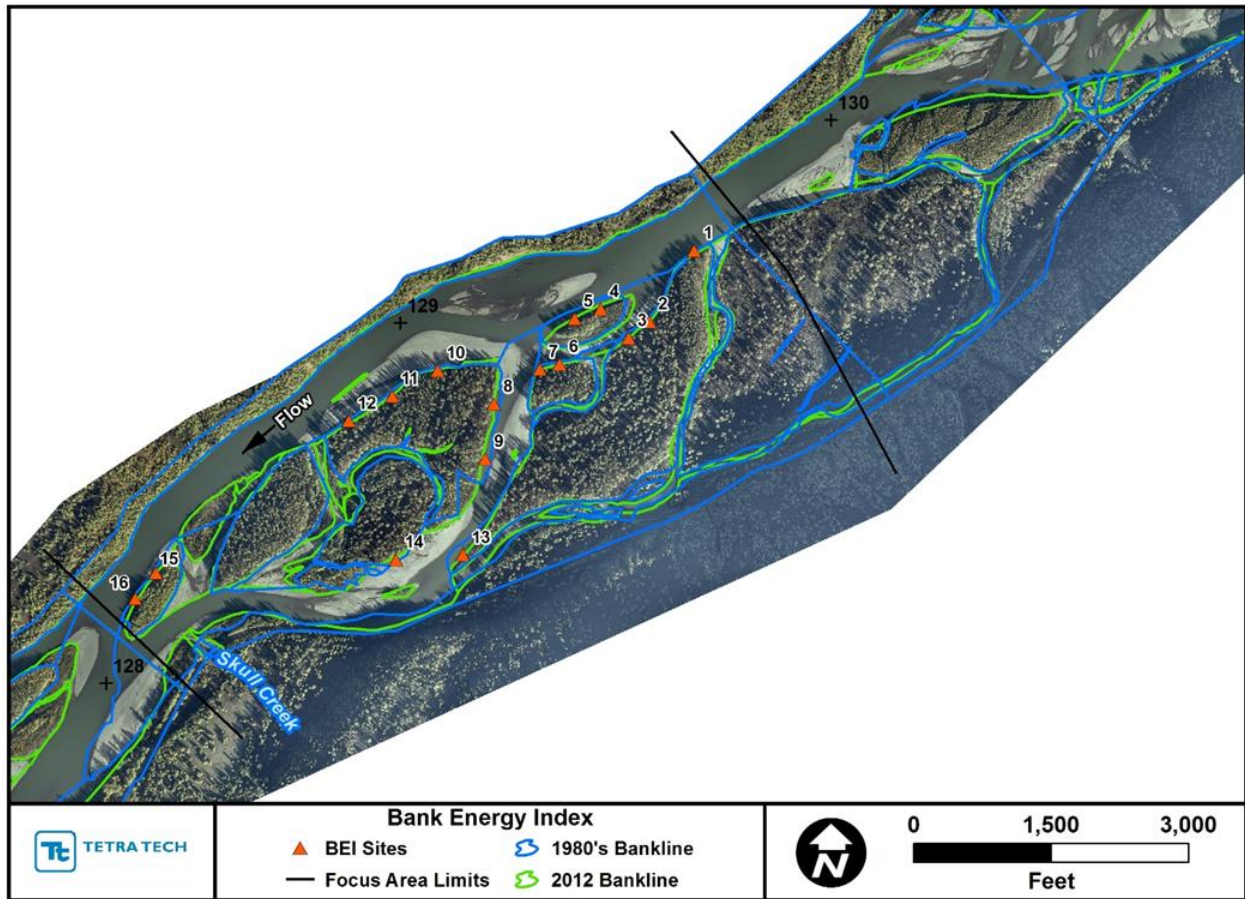 130
1
129
5
4
3
2
7
6
10
11
8
12
Flow
9
14
13
15
16
128
Skull Creek
Tt
TETRA TECH
Bank Energy Index
BEI Sites
1980's Bankline
Focus Area Limits
2012 Bankline
N
0
1,500
3,000
Feet